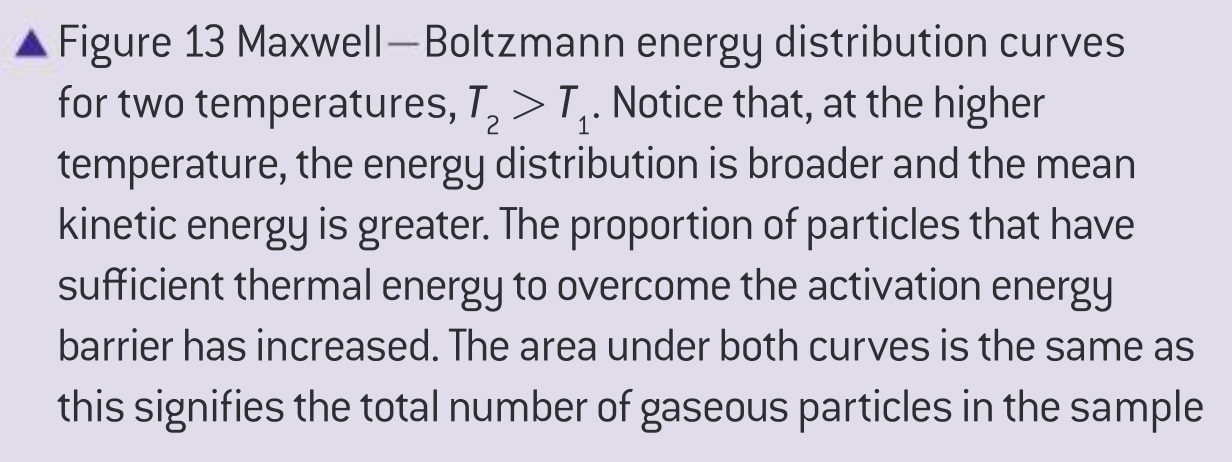 ▲ Figure 13 Maxwell—Boltzmann energy distribution curves
for two temperatures, T₂ > T₁. Notice that, at the higher
temperature, the energy distribution is broader and the mean
kinetic energy is greater. The proportion of particles that have
sufficient thermal energy to overcome the activation energy
barrier has increased. The area under both curves is the same as
this signifies the total number of gaseous particles in the sample